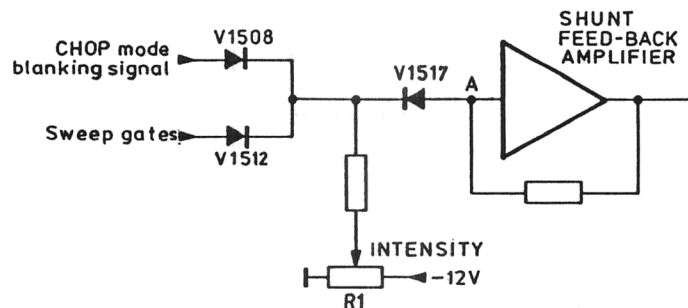 SHUNT
FEED-BACK
AMPLIFIER
CHOP mode
blanking signal
V1508
V1517
A
Sweep gates
V1512
INTENSITY
-12V
R1